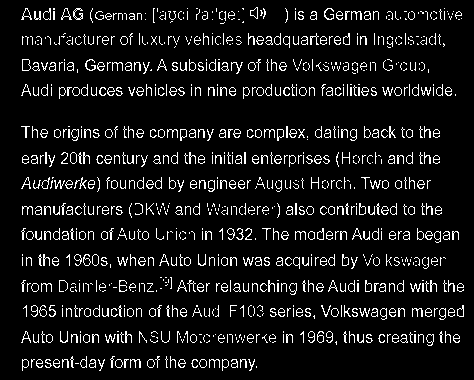 Audi AG (German: [ˈaʊdi ʔaːˈɡeː] ) is a German automotive
manufacturer of luxury vehicles headquartered in Ingolstadt,
Bavaria, Germany. A subsidiary of the Volkswagen Group,
Audi produces vehicles in nine production facilities worldwide.
The origins of the company are complex, dating back to the
early 20th century and the initial enterprises (Horch and the
Audiwerke) founded by engineer August Horch. Two other
manufacturers (DKW and Wanderer) also contributed to the
foundation of Auto Union in 1932. The modern Audi era began
in the 1960s, when Auto Union was acquired by Volkswagen
from Daimler-Benz.[9] After relaunching the Audi brand with the
1965 introduction of the Audi F103 series, Volkswagen merged
Auto Union with NSU Motorenwerke in 1969, thus creating the
present-day form of the company.